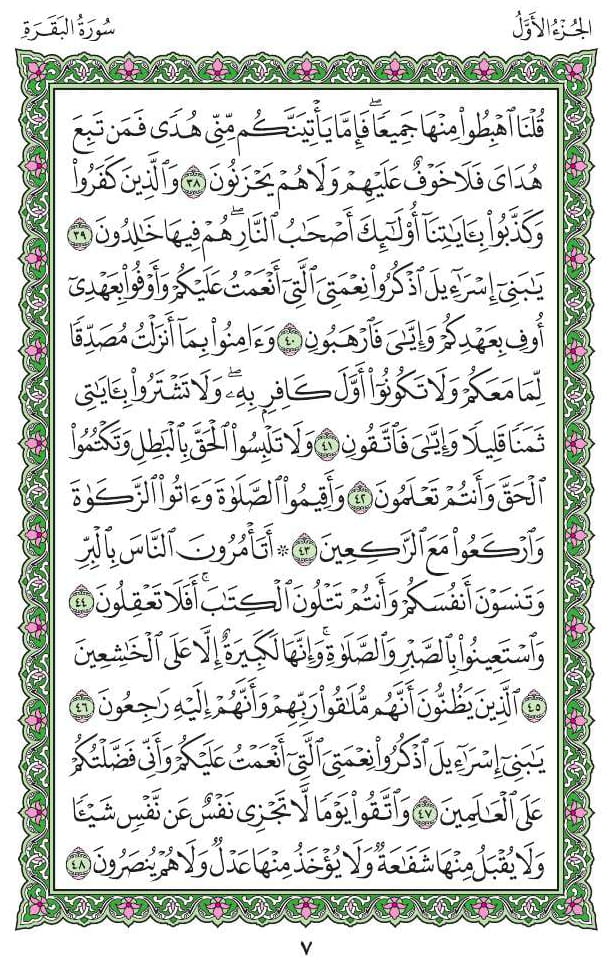 الجُزْءُ الأَوَّلُ
سُورَةُ البَقَرَةِ
قُلْنَا ٱهْبِطُوا۟ مِنْهَا جَمِيعًا ۖ فَإِمَّا يَأْتِيَنَّكُم مِّنِّى هُدًى فَمَن تَبِعَ
هُدَاىَ فَلَا خَوْفٌ عَلَيْهِمْ وَلَا هُمْ يَحْزَنُونَ ٣٨ وَٱلَّذِينَ كَفَرُوا۟
وَكَذَّبُوا۟ بِـَٔايَٰتِنَآ أُو۟لَٰٓئِكَ أَصْحَٰبُ ٱلنَّارِ ۖ هُمْ فِيهَا خَٰلِدُونَ ٣٩
يَٰبَنِىٓ إِسْرَٰٓءِيلَ ٱذْكُرُوا۟ نِعْمَتِىَ ٱلَّتِىٓ أَنْعَمْتُ عَلَيْكُمْ وَأَوْفُوا۟ بِعَهْدِىٓ
أُوفِ بِعَهْدِكُمْ وَإِيَّٰىَ فَٱرْهَبُونِ ٤٠ وَءَامِنُوا۟ بِمَآ أَنزَلْتُ مُصَدِّقًا
لِّمَا مَعَكُمْ وَلَا تَكُونُوٓا۟ أَوَّلَ كَافِرٍۭ بِهِۦ ۖ وَلَا تَشْتَرُوا۟ بِـَٔايَٰتِى
ثَمَنًا قَلِيلًا وَإِيَّٰىَ فَٱتَّقُونِ ٤١ وَلَا تَلْبِسُوا۟ ٱلْحَقَّ بِٱلْبَٰطِلِ وَتَكْتُمُوا۟
ٱلْحَقَّ وَأَنتُمْ تَعْلَمُونَ ٤٢ وَأَقِيمُوا۟ ٱلصَّلَوٰةَ وَءَاتُوا۟ ٱلزَّكَوٰةَ
وَٱرْكَعُوا۟ مَعَ ٱلرَّٰكِعِينَ ٤٣ ۞ أَتَأْمُرُونَ ٱلنَّاسَ بِٱلْبِرِّ
وَتَنسَوْنَ أَنفُسَكُمْ وَأَنتُمْ تَتْلُونَ ٱلْكِتَٰبَ ۚ أَفَلَا تَعْقِلُونَ ٤٤
وَٱسْتَعِينُوا۟ بِٱلصَّبْرِ وَٱلصَّلَوٰةِ ۚ وَإِنَّهَا لَكَبِيرَةٌ إِلَّا عَلَى ٱلْخَٰشِعِينَ
٤٥ ٱلَّذِينَ يَظُنُّونَ أَنَّهُم مُّلَٰقُوا۟ رَبِّهِمْ وَأَنَّهُمْ إِلَيْهِ رَٰجِعُونَ ٤٦
يَٰبَنِىٓ إِسْرَٰٓءِيلَ ٱذْكُرُوا۟ نِعْمَتِىَ ٱلَّتِىٓ أَنْعَمْتُ عَلَيْكُمْ وَأَنِّى فَضَّلْتُكُمْ
عَلَى ٱلْعَٰلَمِينَ ٤٧ وَٱتَّقُوا۟ يَوْمًا لَّا تَجْزِى نَفْسٌ عَن نَّفْسٍ شَيْـًٔا
وَلَا يُقْبَلُ مِنْهَا شَفَٰعَةٌ وَلَا يُؤْخَذُ مِنْهَا عَدْلٌ وَلَا هُمْ يُنصَرُونَ ٤٨
٧